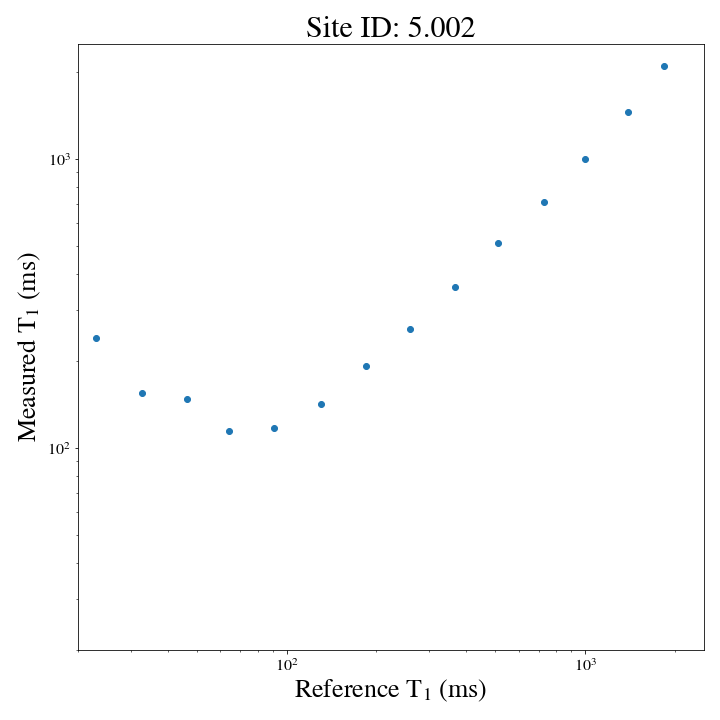 Site ID: 5.002
Measured T₁ (ms)
10³
10²
10²
10³
Reference T₁ (ms)